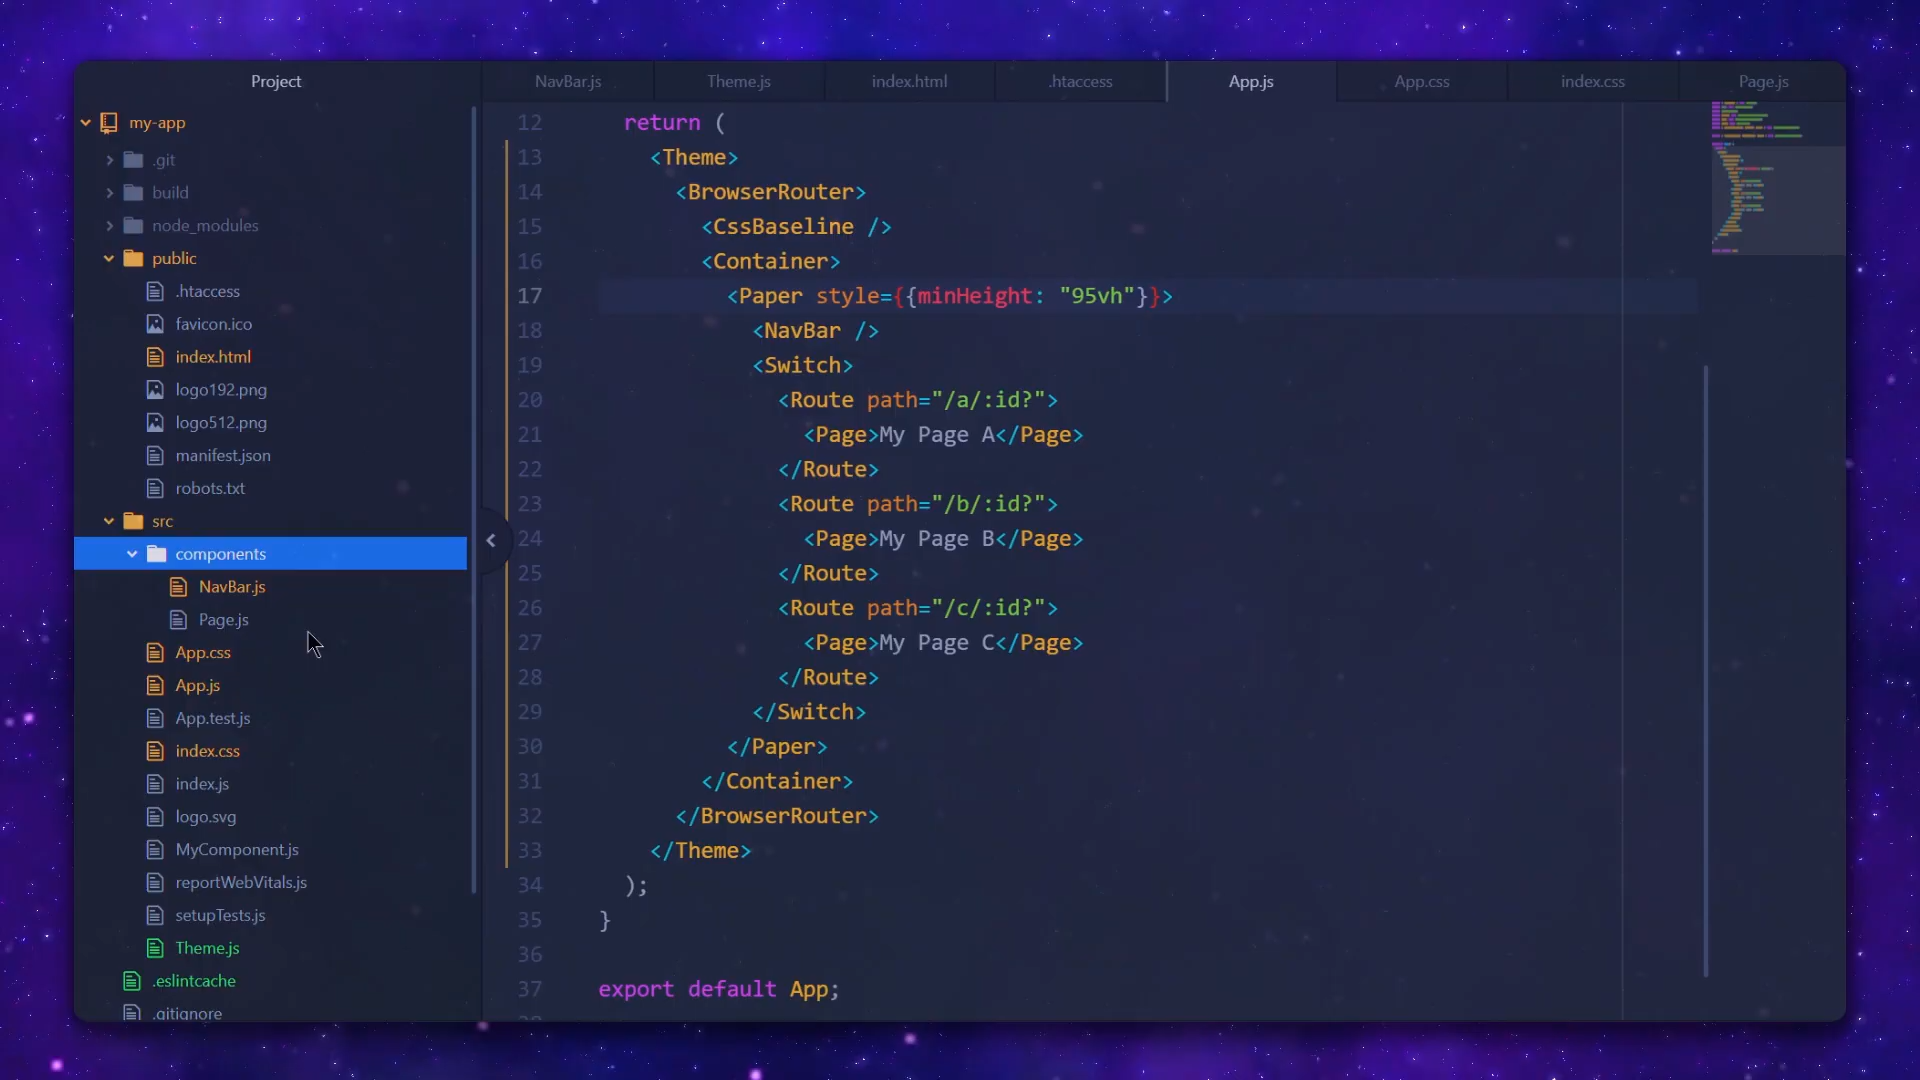 Project
NavBar.js
Theme.js
index.html
.htaccess
App.js
App.css
index.css
Page.js
my-app
.git
build
node_modules
public
.htaccess
favicon.ico
index.html
logo192.png
logo512.png
manifest.json
robots.txt
src
components
NavBar.js
Page.js
App.css
App.js
App.test.js
index.css
index.js
logo.svg
MyComponent.js
reportWebVitals.js
setupTests.js
Theme.js
.eslintcache
.gitignore
12 return (
13 <Theme>
14 <BrowserRouter>
15 <CssBaseline />
16 <Container>
17 <Paper style={{minHeight: "95vh"}}>
18 <NavBar />
19 <Switch>
20 <Route path="/a/:id?">
21 <Page>My Page A</Page>
22 </Route>
23 <Route path="/b/:id?">
24 <Page>My Page B</Page>
25 </Route>
26 <Route path="/c/:id?">
27 <Page>My Page C</Page>
28 </Route>
29 </Switch>
30 </Paper>
31 </Container>
32 </BrowserRouter>
33 </Theme>
34 );
35 }
36
37 export default App;